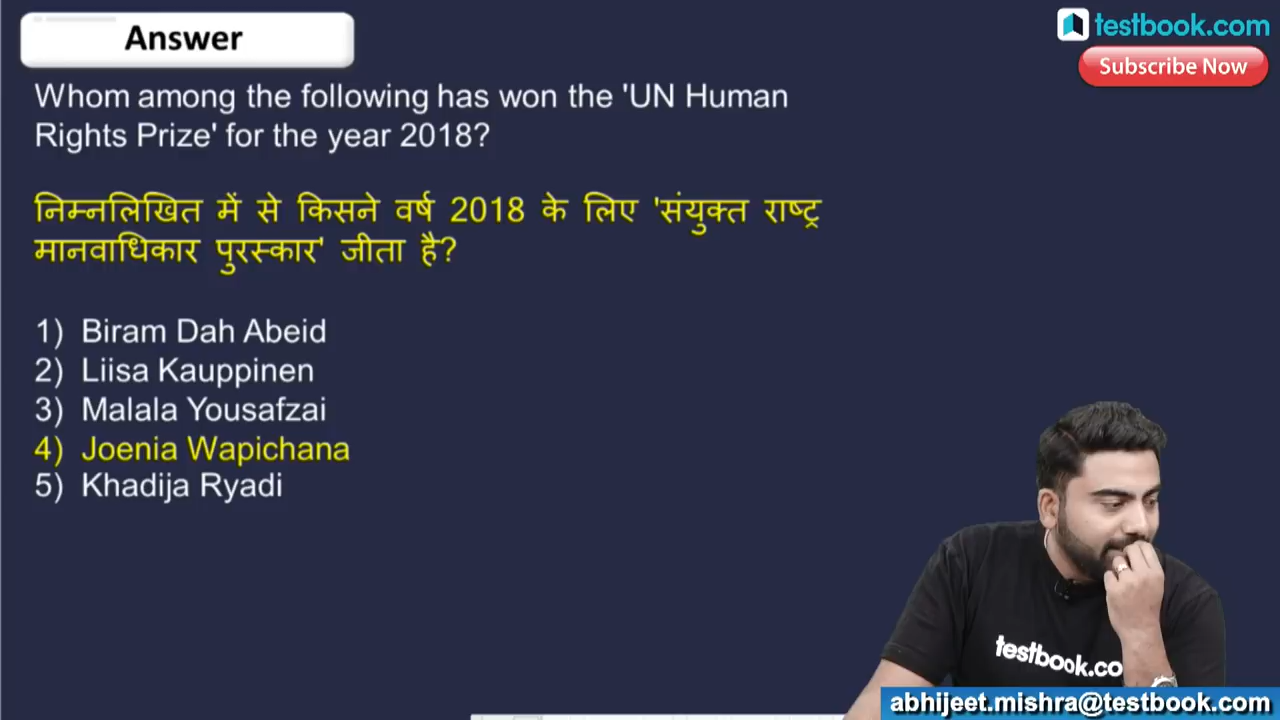 Answer
testbook.com
Subscribe Now
Whom among the following has won the 'UN Human
Rights Prize' for the year 2018?
निम्नलिखित में से किसने वर्ष 2018 के लिए 'संयुक्त राष्ट्र
मानवाधिकार पुरस्कार' जीता है?
1) Biram Dah Abeid
2) Liisa Kauppinen
3) Malala Yousafzai
4) Joenia Wapichana
5) Khadija Ryadi
testbook.co
abhijeet.mishra@testbook.com